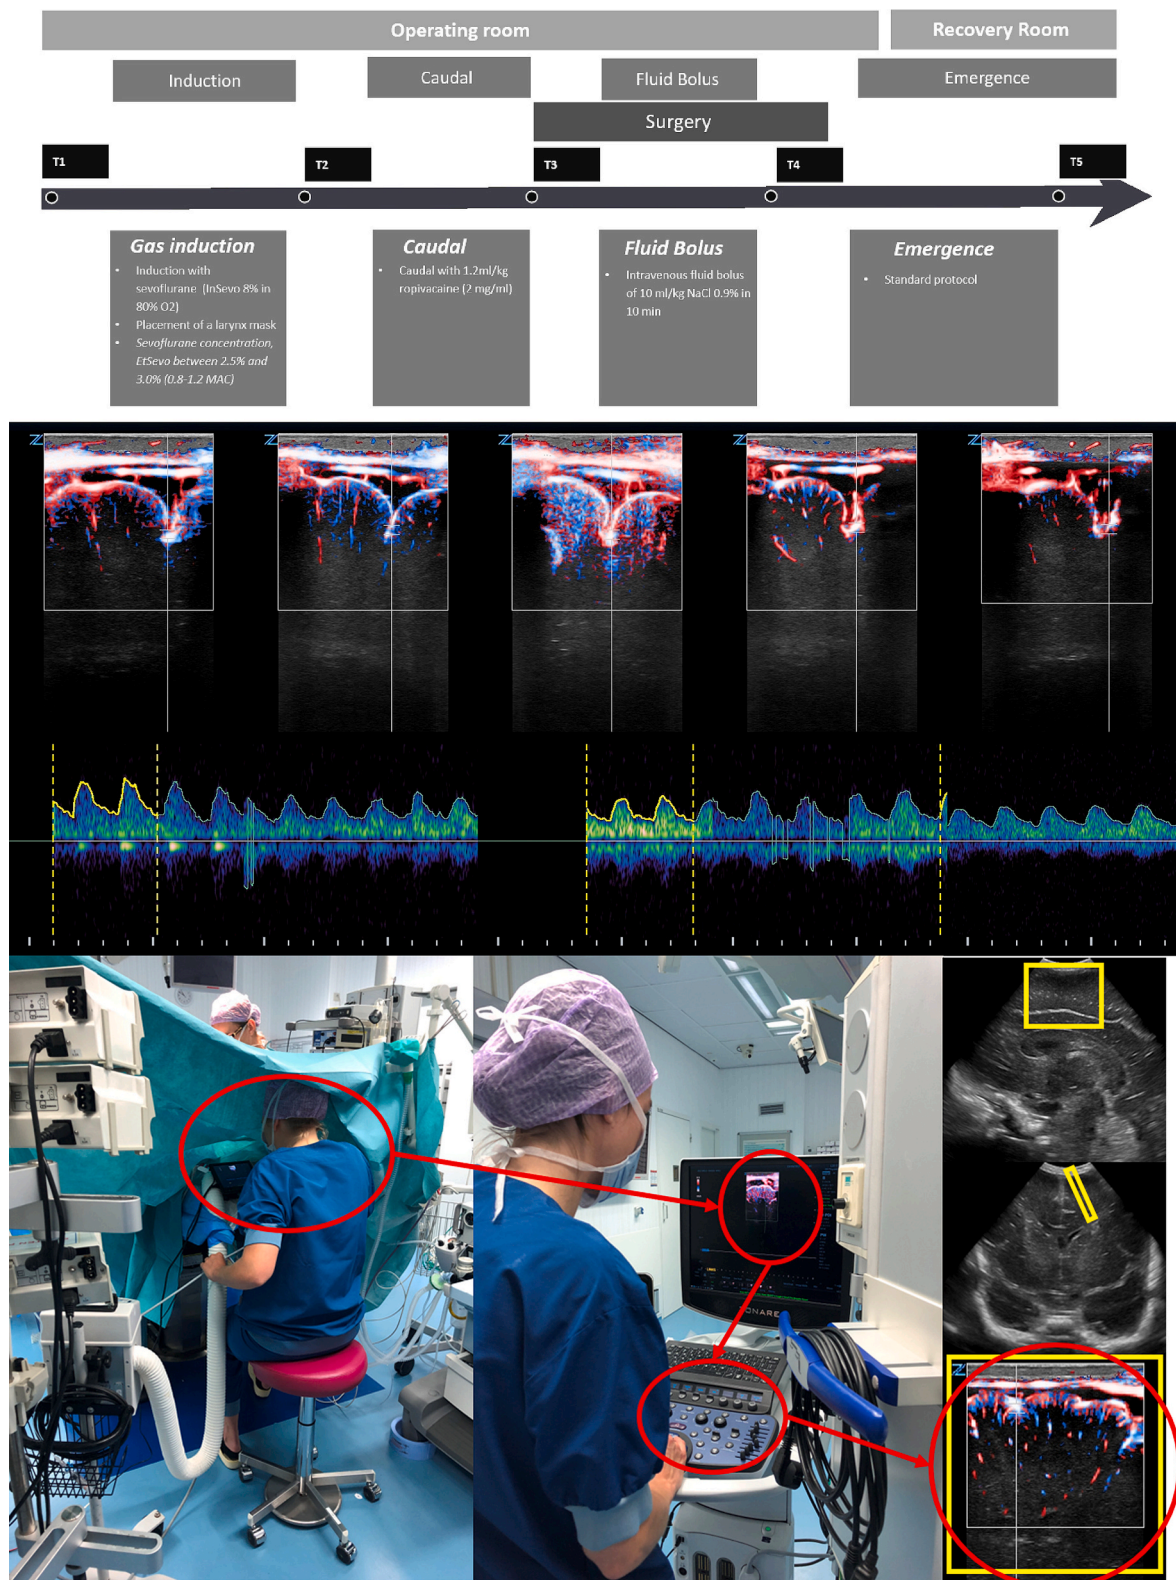 Operating room
Recovery Room
Induction
Caudal
Fluid Bolus
Emergence
Surgery
T1
T2
T3
T4
T5
Gas induction
• Induction with
sevoflurane (InSevo 8% in
80% O2)
• Placement of a larynx mask
• Sevoflurane concentration,
EtSevo between 2.5% and
3.0% (0.8-1.2 MAC)
Caudal
• Caudal with 1.2ml/kg
ropivacaine (2 mg/ml)
Fluid Bolus
• Intravenous fluid bolus
of 10 ml/kg NaCl 0.9% in
10 min
Emergence
• Standard protocol
Z
Z
Z
Z
Z
ZONARE
Z